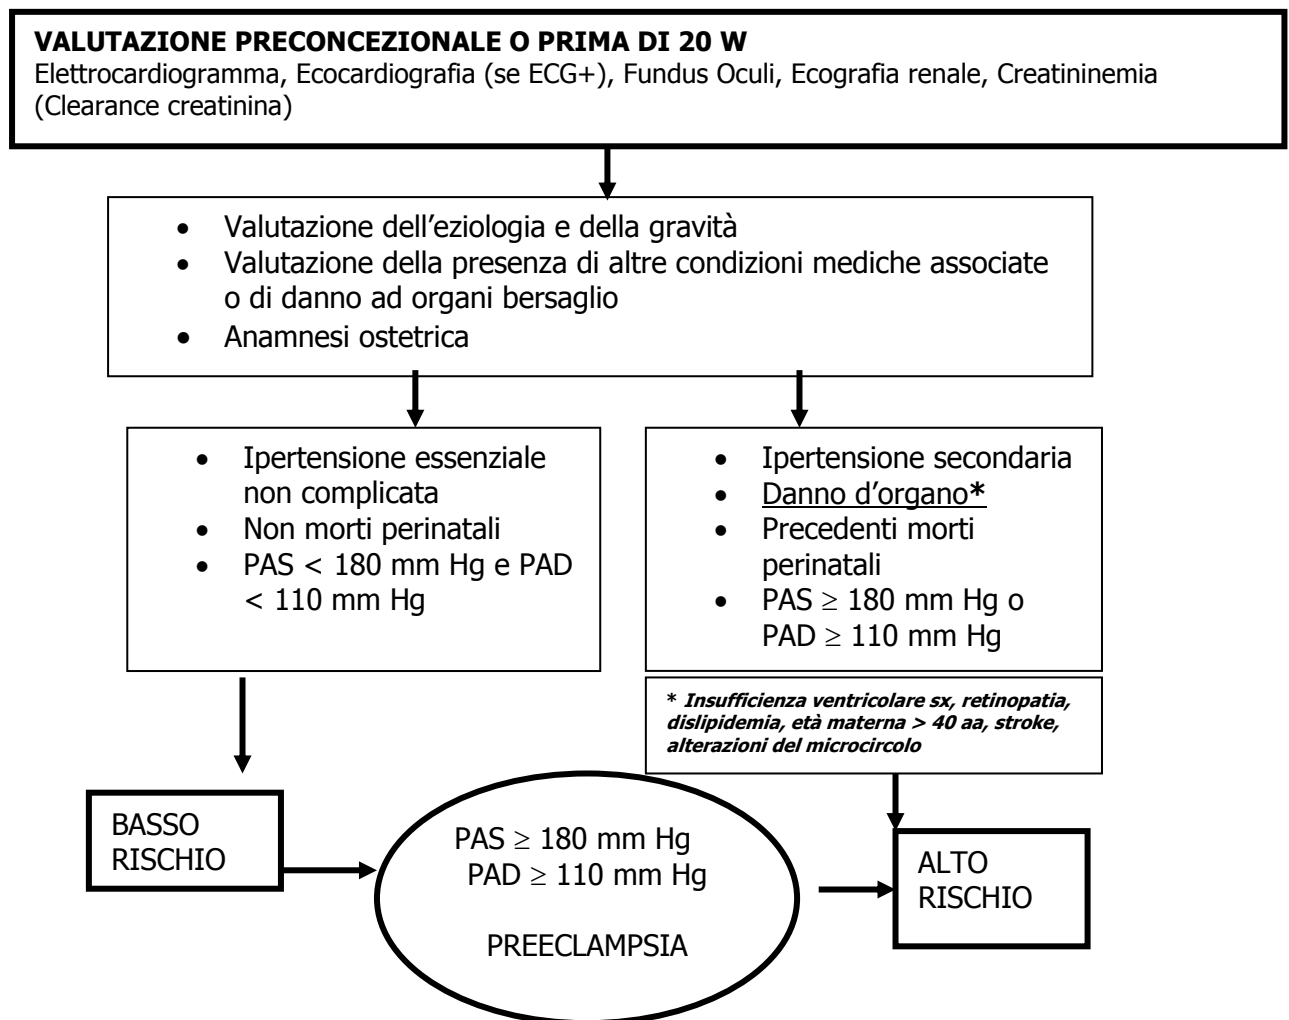 VALUTAZIONE PRECONCEZIONALE O PRIMA DI 20 W
Elettrocardiogramma, Ecocardiografia (se ECG+), Fundus Oculi, Ecografia renale, Creatininemia
(Clearance creatinina)
• Valutazione dell’eziologia e della gravità
• Valutazione della presenza di altre condizioni mediche associate
o di danno ad organi bersaglio
• Anamnesi ostetrica
• Ipertensione essenziale
non complicata
• Non morti perinatali
• PAS < 180 mm Hg e PAD
< 110 mm Hg
• Ipertensione secondaria
• Danno d’organo*
• Precedenti morti
perinatali
• PAS ≥ 180 mm Hg o
PAD ≥ 110 mm Hg
* Insufficienza ventricolare sx, retinopatia,
dislipidemia, età materna > 40 aa, stroke,
alterazioni del microcircolo
BASSO
RISCHIO
PAS ≥ 180 mm Hg
PAD ≥ 110 mm Hg
PREECLAMPSIA
ALTO
RISCHIO